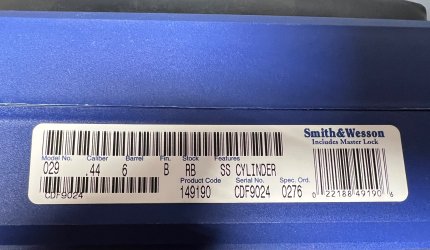 Smith&Wesson
Includes Master Lock
Model No. Caliber Barrel Fin. Stock Features
029 .44 6 B RB SS CYLINDER
Product Code Serial No. Spec. Ord.
149190 CDF9024 0276
CDF9024
0 22188 49190 6